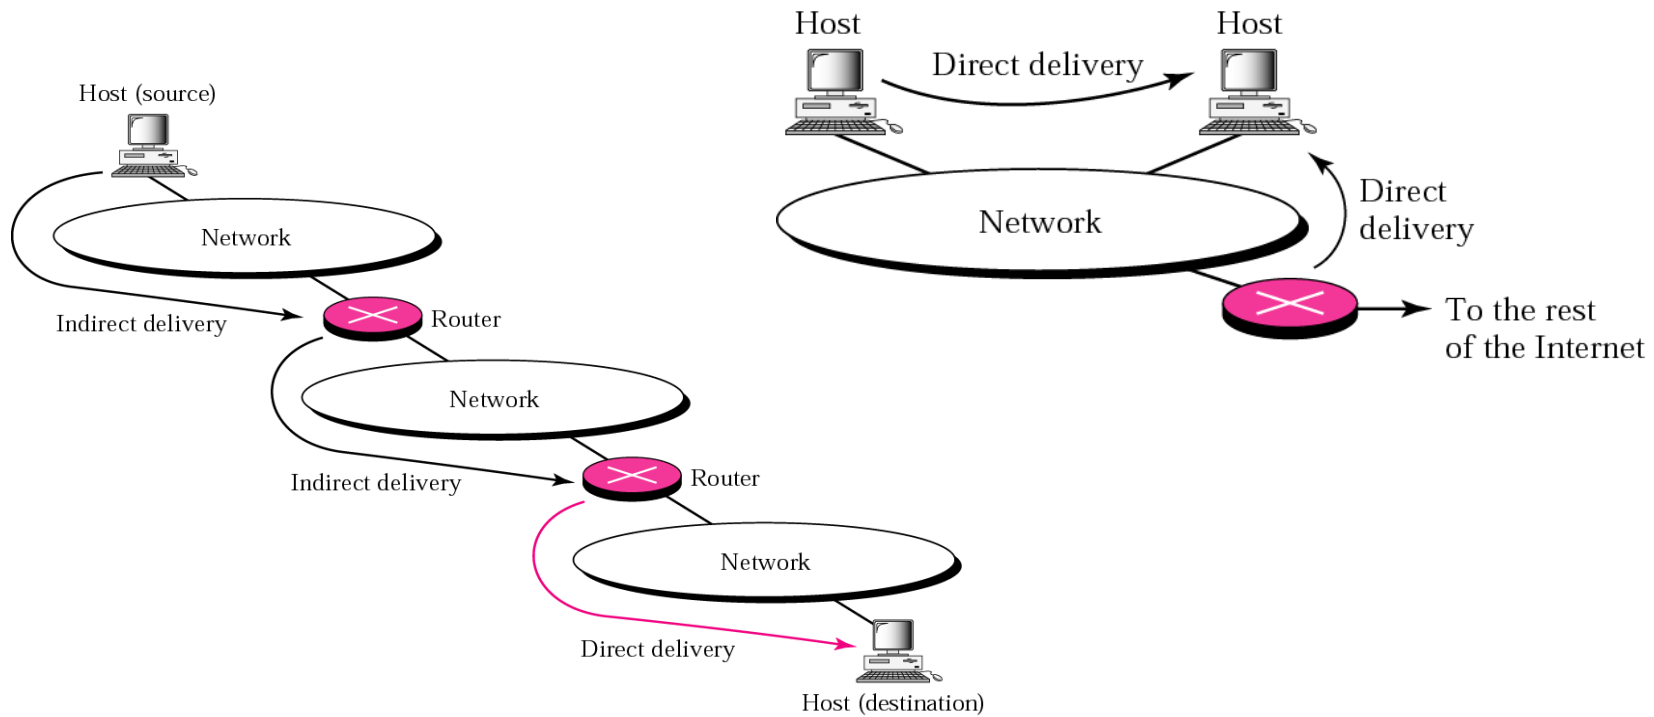 Host (source)
Network
Indirect delivery
Router
Network
Indirect delivery
Router
Network
Direct delivery
Host (destination)
Host
Host
Direct delivery
Network
Direct
delivery
To the rest
of the Internet